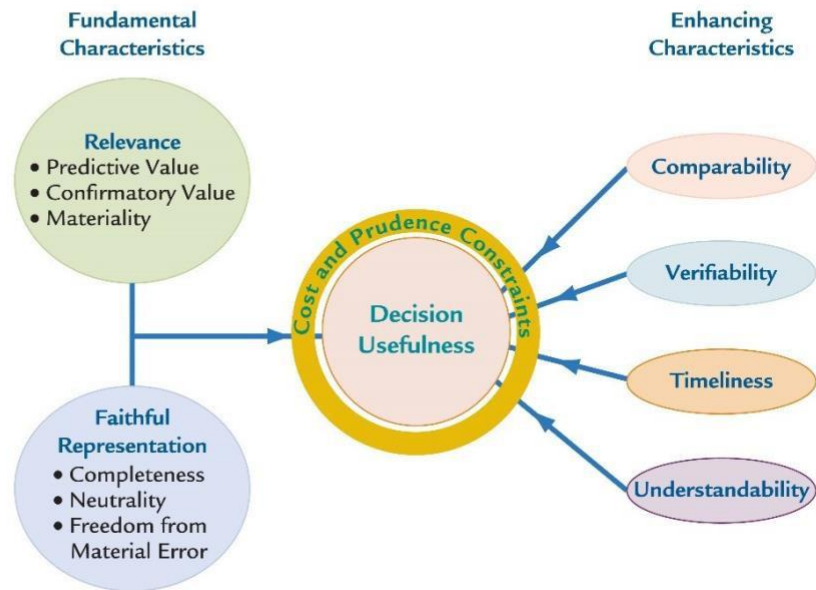 Fundamental
Characteristics
Relevance
• Predictive Value
• Confirmatory Value
• Materiality
Faithful
Representation
• Completeness
• Neutrality
• Freedom from
Material Error
Cost and Prudence Constraints
Decision
Usefulness
Enhancing
Characteristics
Comparability
Verifiability
Timeliness
Understandability